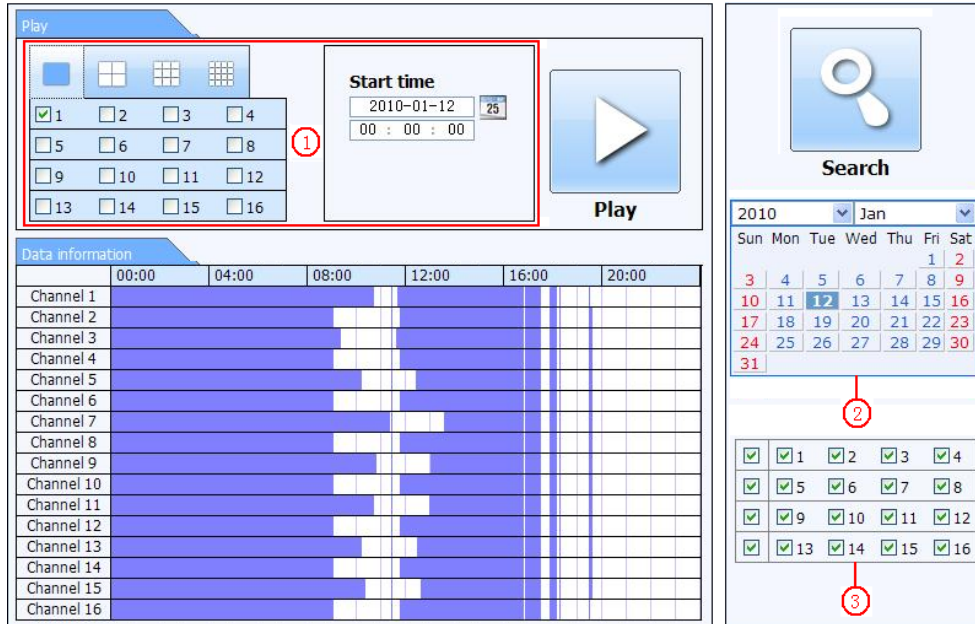 Play
1 2 3 4
5 6 7 8
9 10 11 12
13 14 15 16
①
Start time
2010-01-12
25
00 : 00 : 00
Play
Data information
00:00 04:00 08:00 12:00 16:00 20:00
Channel 1
Channel 2
Channel 3
Channel 4
Channel 5
Channel 6
Channel 7
Channel 8
Channel 9
Channel 10
Channel 11
Channel 12
Channel 13
Channel 14
Channel 15
Channel 16
Search
2010 Jan
Sun Mon Tue Wed Thu Fri Sat
1 2
3 4 5 6 7 8 9
10 11 12 13 14 15 16
17 18 19 20 21 22 23
24 25 26 27 28 29 30
31
②
1 2 3 4
5 6 7 8
9 10 11 12
13 14 15 16
③